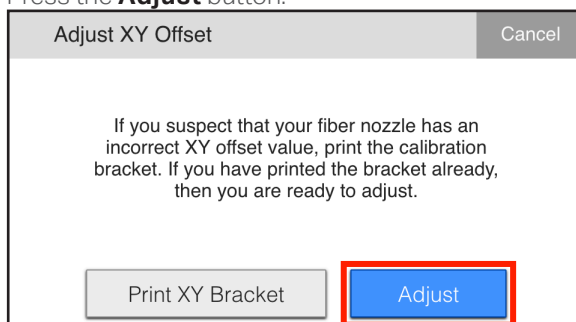 Press the Adjust button.
Adjust XY Offset
Cancel
If you suspect that your fiber nozzle has an
incorrect XY offset value, print the calibration
bracket. If you have printed the bracket already,
then you are ready to adjust.
Print XY Bracket
Adjust